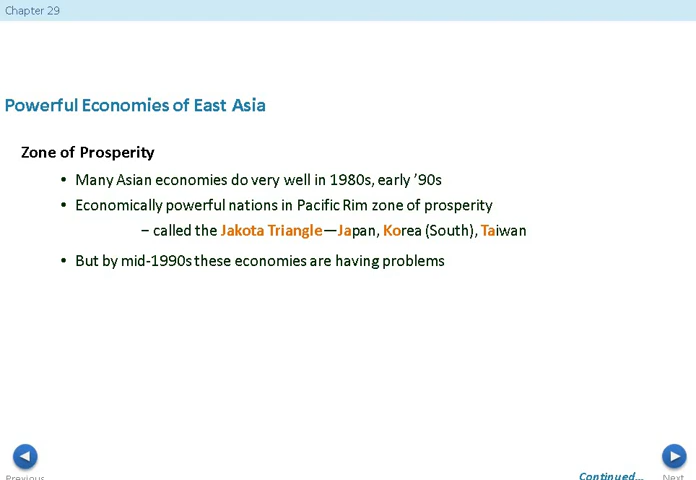 Chapter 29
Powerful Economies of East Asia
Zone of Prosperity
• Many Asian economies do very well in 1980s, early ’90s
• Economically powerful nations in Pacific Rim zone of prosperity
– called the Jakota Triangle—Japan, Korea (South), Taiwan
• But by mid-1990s these economies are having problems
Previous
Continued...
Next